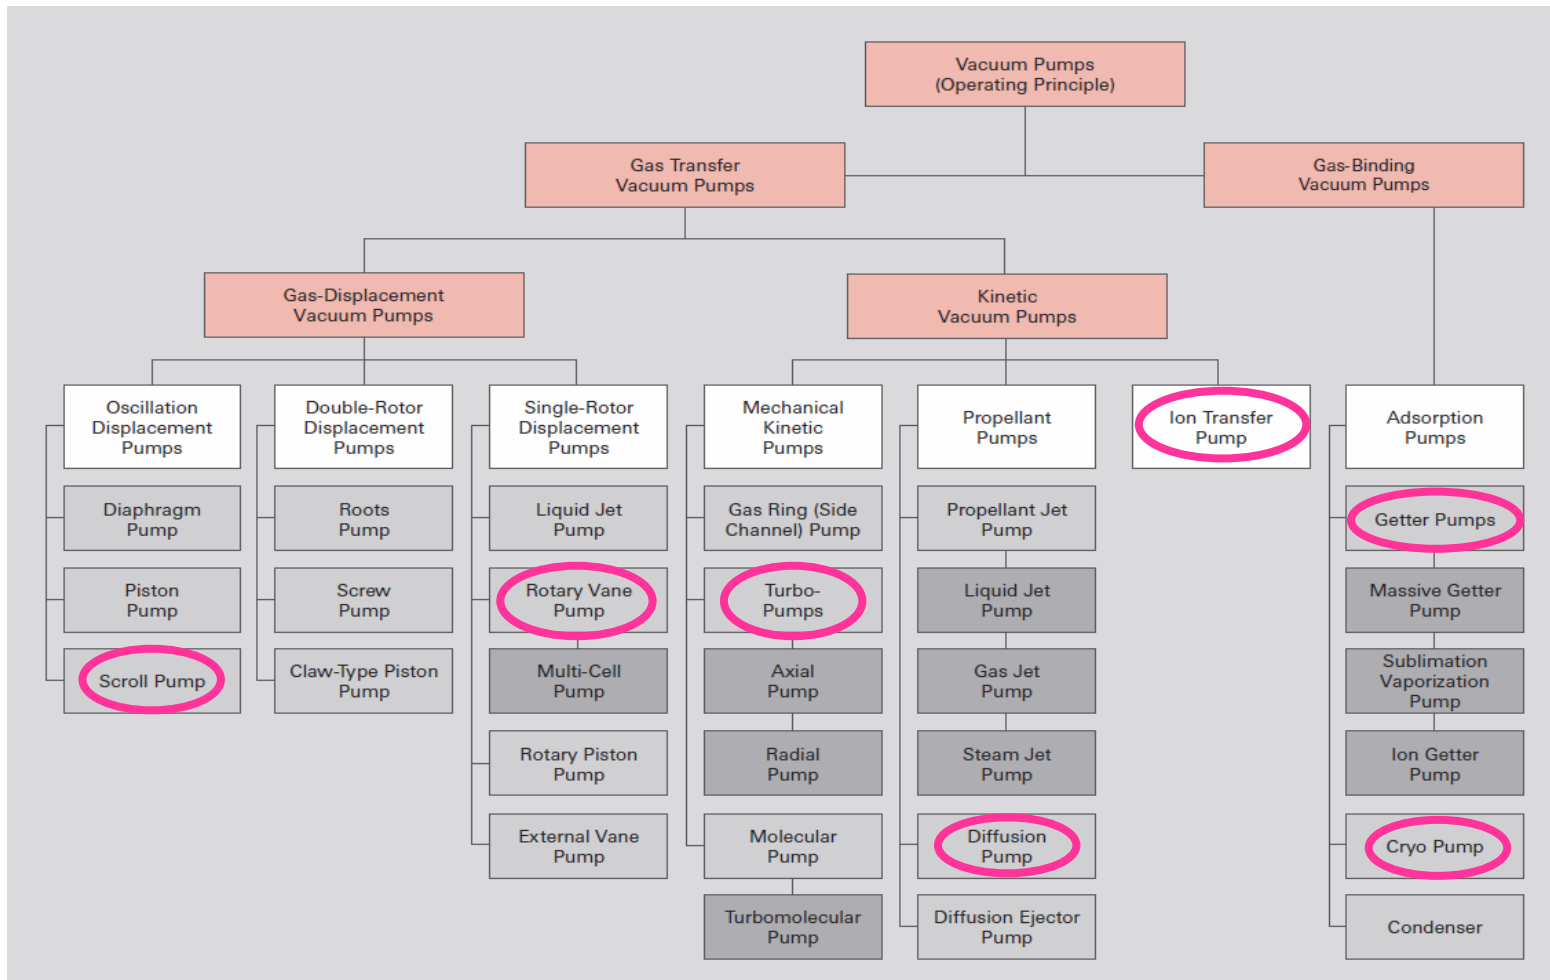 Vacuum Pumps
(Operating Principle)
Gas Transfer
Vacuum Pumps
Gas-Binding
Vacuum Pumps
Gas-Displacement
Vacuum Pumps
Kinetic
Vacuum Pumps
Oscillation
Displacement
Pumps
Diaphragm
Pump
Piston
Pump
Scroll Pump
Double-Rotor
Displacement
Pumps
Roots
Pump
Screw
Pump
Claw-Type Piston
Pump
Single-Rotor
Displacement
Pumps
Liquid Jet
Pump
Rotary Vane
Pump
Multi-Cell
Pump
Rotary Piston
Pump
External Vane
Pump
Mechanical
Kinetic
Pumps
Gas Ring (Side
Channel) Pump
Turbo-
Pumps
Axial
Pump
Radial
Pump
Molecular
Pump
Turbomolecular
Pump
Propellant
Pumps
Propellant Jet
Pump
Liquid Jet
Pump
Gas Jet
Pump
Steam Jet
Pump
Diffusion
Pump
Diffusion Ejector
Pump
Ion Transfer
Pump
Adsorption
Pumps
Getter Pumps
Massive Getter
Pump
Sublimation
Vaporization
Pump
Ion Getter
Pump
Cryo Pump
Condenser